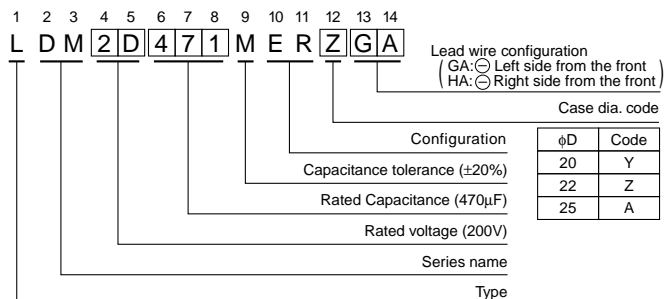 1 2 3 4 5 6 7 8 9 10 11 12 13 14
L D M 2 D 4 7 1 M E R Z G A
Lead wire configuration
( GA: ⊖ Left side from the front
HA: ⊖ Right side from the front )
Case dia. code
Configuration
Capacitance tolerance (±20%)
Rated Capacitance (470μF)
Rated voltage (200V)
Series name
Type
ϕD Code
20 Y
22 Z
25 A